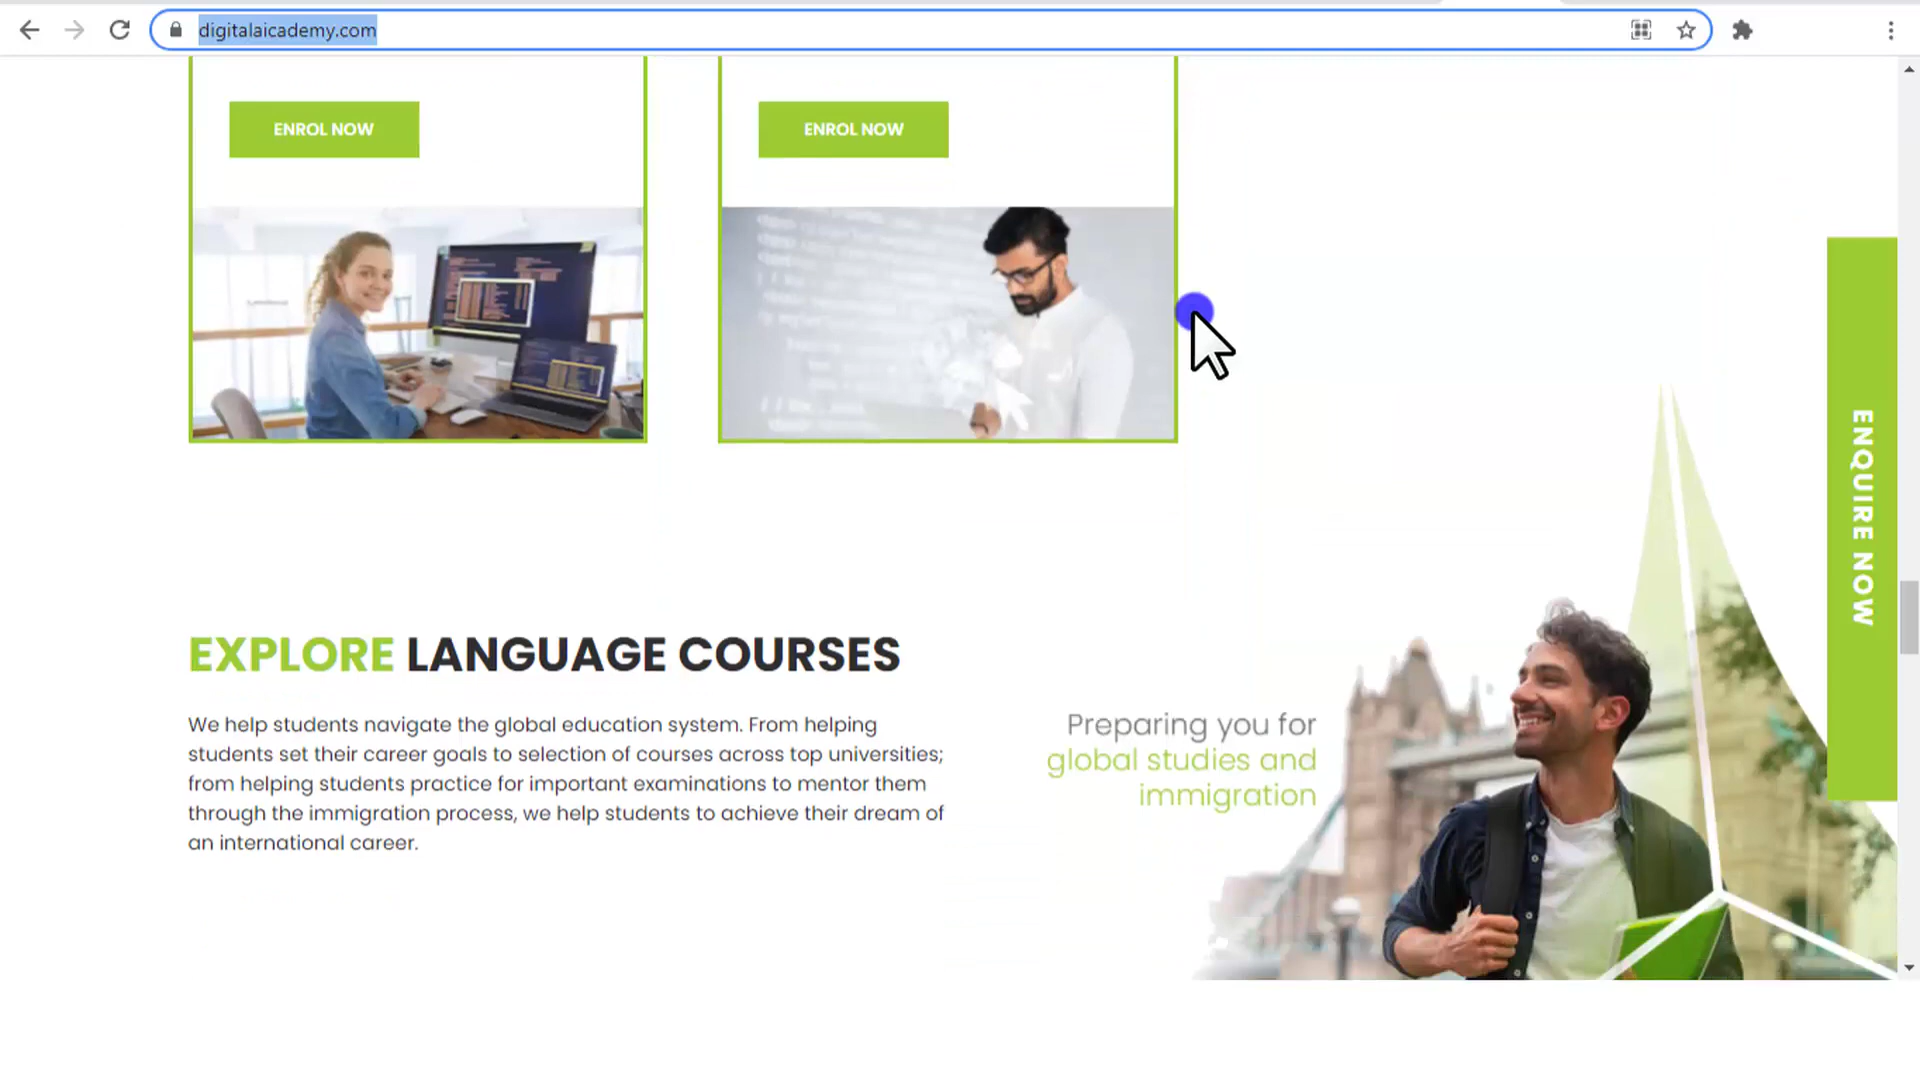 digitalaicademy.com
ENROL NOW
ENROL NOW
ENQUIRE NOW
EXPLORE LANGUAGE COURSES
We help students navigate the global education system. From helping
students set their career goals to selection of courses across top universities;
from helping students practice for important examinations to mentor them
through the immigration process, we help students to achieve their dream of
an international career.
Preparing you for
global studies and
immigration